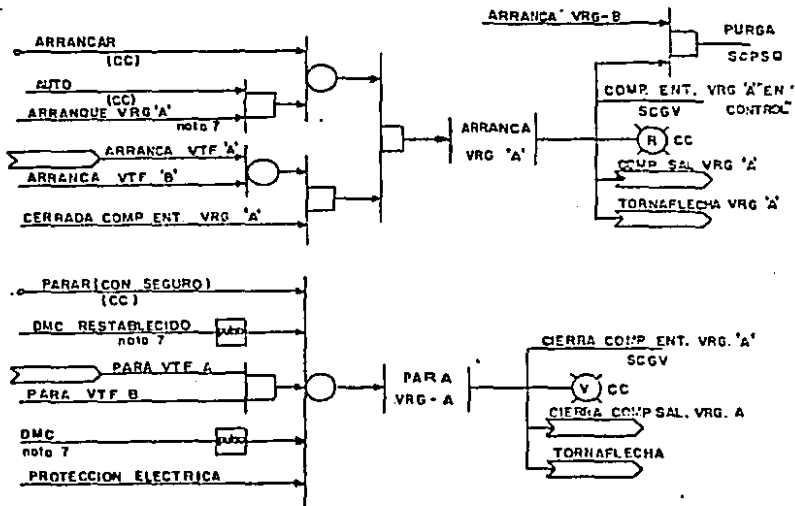 ARRANCAR
(CC)
AUTO
(CC)
ARRANQUE VRG 'A'
nota 7
ARRANCA VTF 'A'
ARRANCA VTF 'B'
CERRADA COMP ENT. VRG 'A'
ARRANCA
VRG 'A'
ARRANCA' VRG-B
PURGA
SCPSO
COMP. ENT. VRG 'A' EN "
SCGV CONTROL"
R CC
COMP SAL VRG 'A'
TORNAFLECHA VRG 'A'
PARAR (CON SEGURO)
(CC)
DMC RESTABLECIDO
nota 7
pulso
PARA VTF A
PARA VTF B
DMC
nota 7
pulso
PROTECCION ELECTRICA
PARA
VRG-A
CIERRA COMP ENT. VRG. 'A'
SCGV
V CC
CIERRA COMP SAL. VRG. A
TORNAFLECHA